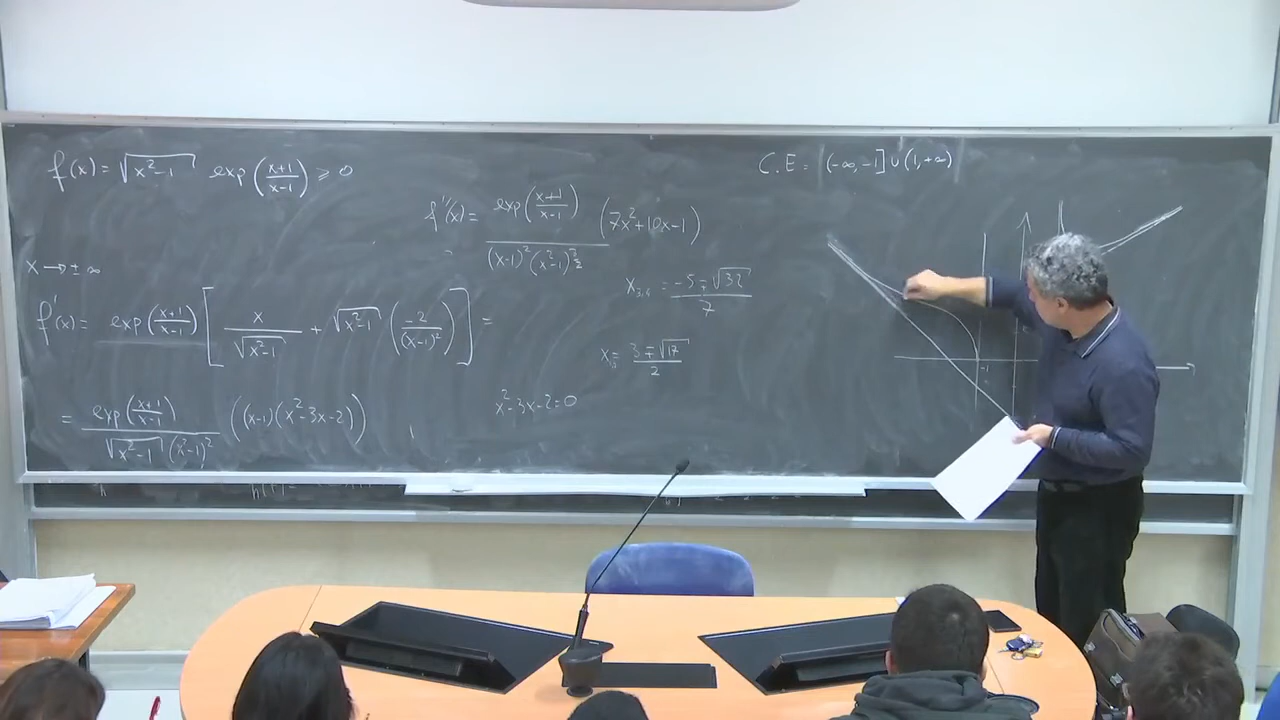 f(x) = √(x²-1) exp((x+1)/(x-1)) ⩾ 0
C.E = (-∞,-1] ∪ (1,+∞)
f''(x) = exp((x+1)/(x-1)) / ((x-1)² (x²-1)^(3/2)) (7x²+10x-1)
x → ±∞
x₃,₄ = (-5∓√32)/7
f'(x) = exp((x+1)/(x-1)) [x/√(x²-1) + √(x²-1) (-2/(x-1)²)] =
x = (3∓√17)/2
x²-3x-2=0
= exp((x+1)/(x-1)) / (√(x²-1) (x²-1)²) ((x-1)(x²-3x-2))
-1